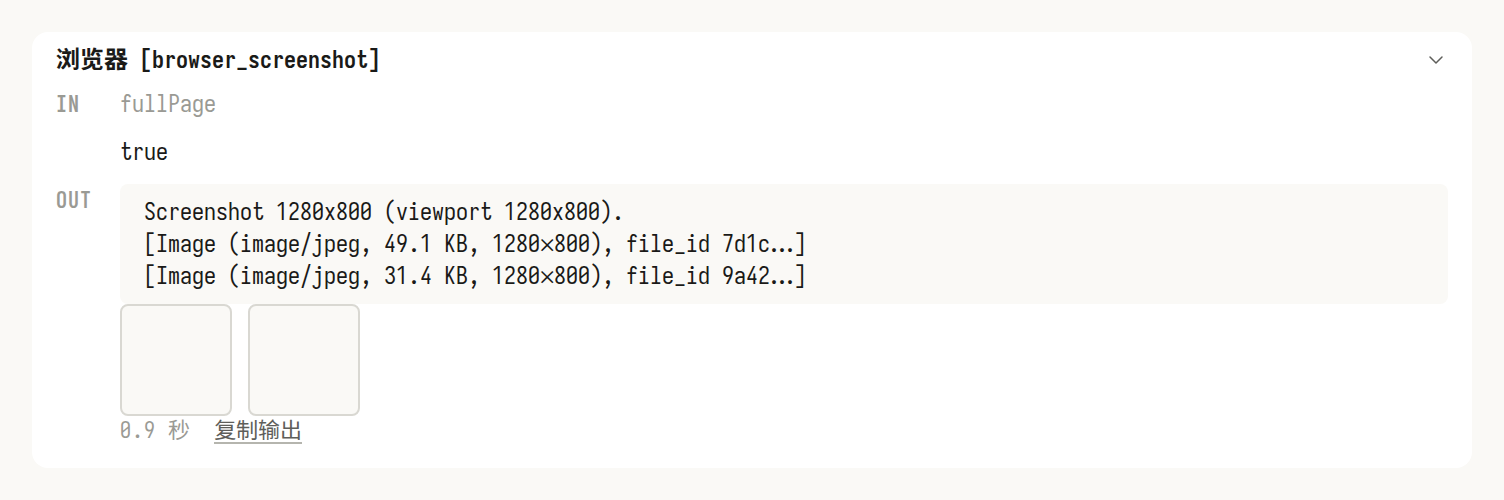 浏览器 [browser_screenshot]
IN fullPage
true
OUT
Screenshot 1280x800 (viewport 1280x800).
[Image (image/jpeg, 49.1 KB, 1280×800), file_id 7d1c…]
[Image (image/jpeg, 31.4 KB, 1280×800), file_id 9a42…]
0.9 秒 复制输出